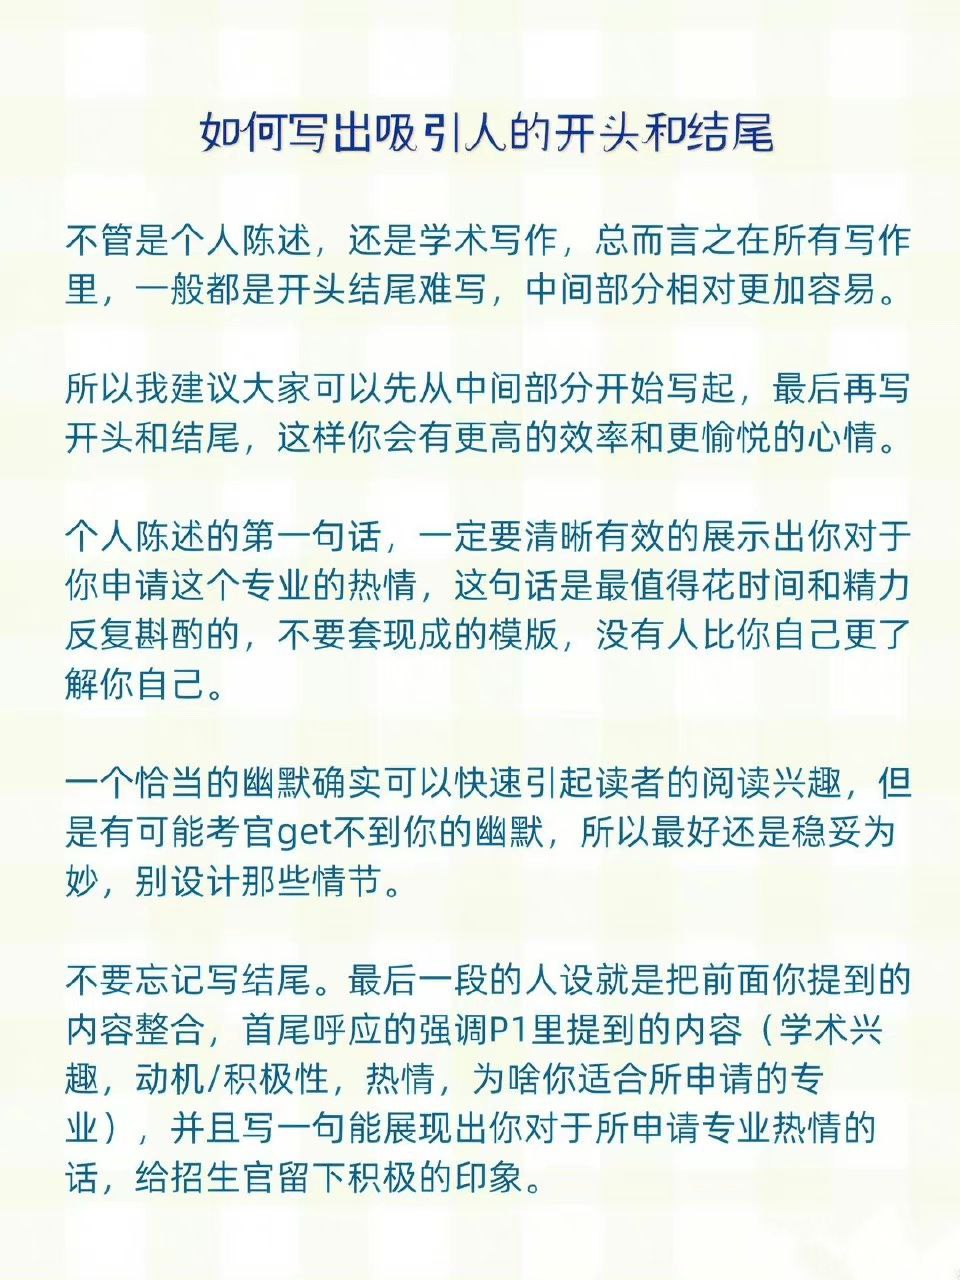 如何写出吸引人的开头和结尾
不管是个人陈述，还是学术写作，总而言之在所有写作
里，一般都是开头结尾难写，中间部分相对更加容易。
所以我建议大家可以先从中间部分开始写起，最后再写
开头和结尾，这样你会有更高的效率和更愉悦的心情。
个人陈述的第一句话，一定要清晰有效的展示出你对于
你申请这个专业的热情，这句话是最值得花时间和精力
反复斟酌的，不要套现成的模版，没有人比你自己更了
解你自己。
一个恰当的幽默确实可以快速引起读者的阅读兴趣，但
是有可能考官get不到你的幽默，所以最好还是稳妥为
妙，别设计那些情节。
不要忘记写结尾。最后一段的人设就是把前面你提到的
内容整合，首尾呼应的强调P1里提到的内容（学术兴
趣，动机/积极性，热情，为啥你适合所申请的专
业），并且写一句能展现出你对于所申请专业热情的
话，给招生官留下积极的印象。